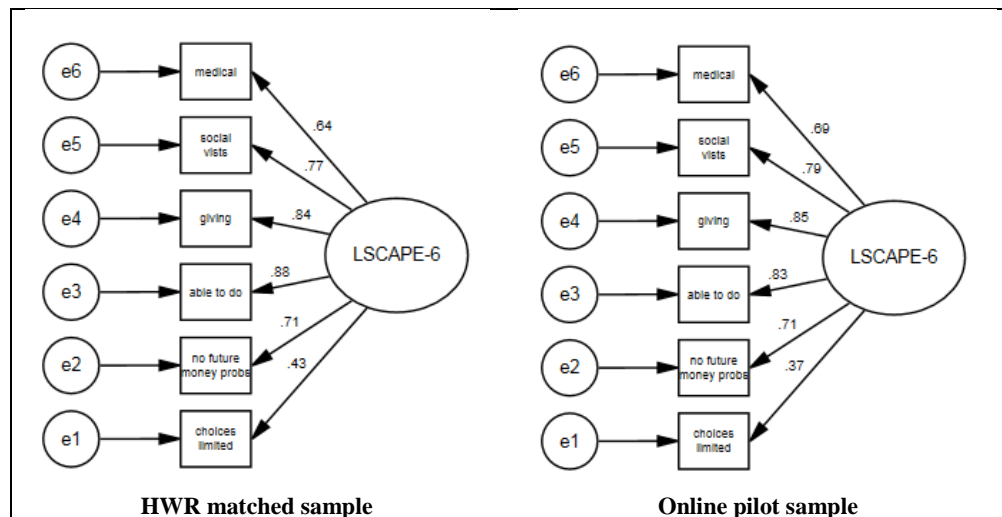 e6
medical
.64
e5
social
vists
.77
e4
giving
.84
LSCAPE-6
e3
able to do
.88
e2
no future
money probs
.71
e1
choices
limited
.43
HWR matched sample
e6
medical
.69
e5
social
vists
.79
e4
giving
.85
LSCAPE-6
e3
able to do
.83
e2
no future
money probs
.71
e1
choices
limited
.37
Online pilot sample